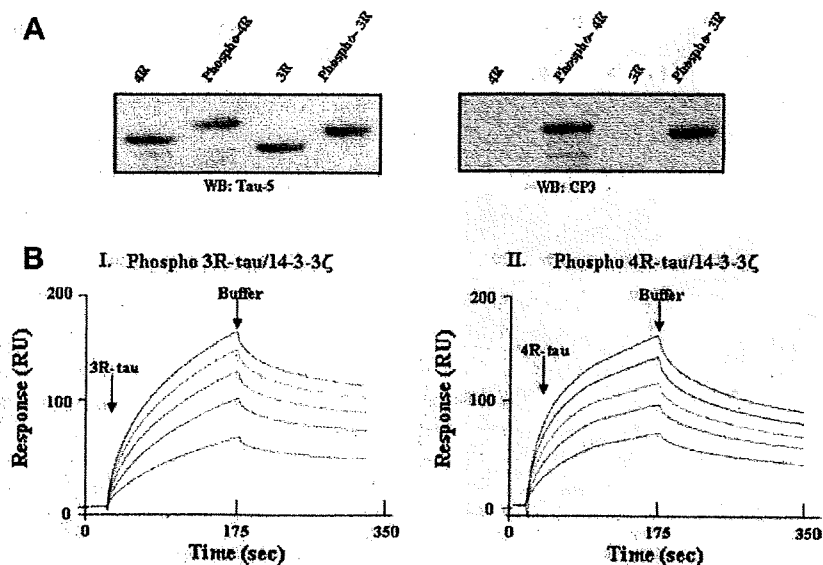 A
4R Phospho-4R 3R Phospho-3R
4R Phospho-4R 3R Phospho-3R
WB: Tau-5
WB: CP3
B
I. Phospho 3R-tau/14-3-3ζ
II. Phospho 4R-tau/14-3-3ζ
200
Buffer
3R-tau
100
0
Response (RU)
0 175 350
Time (sec)
200
Buffer
4R-tau
100
0
Response (RU)
0 175 350
Time (sec)